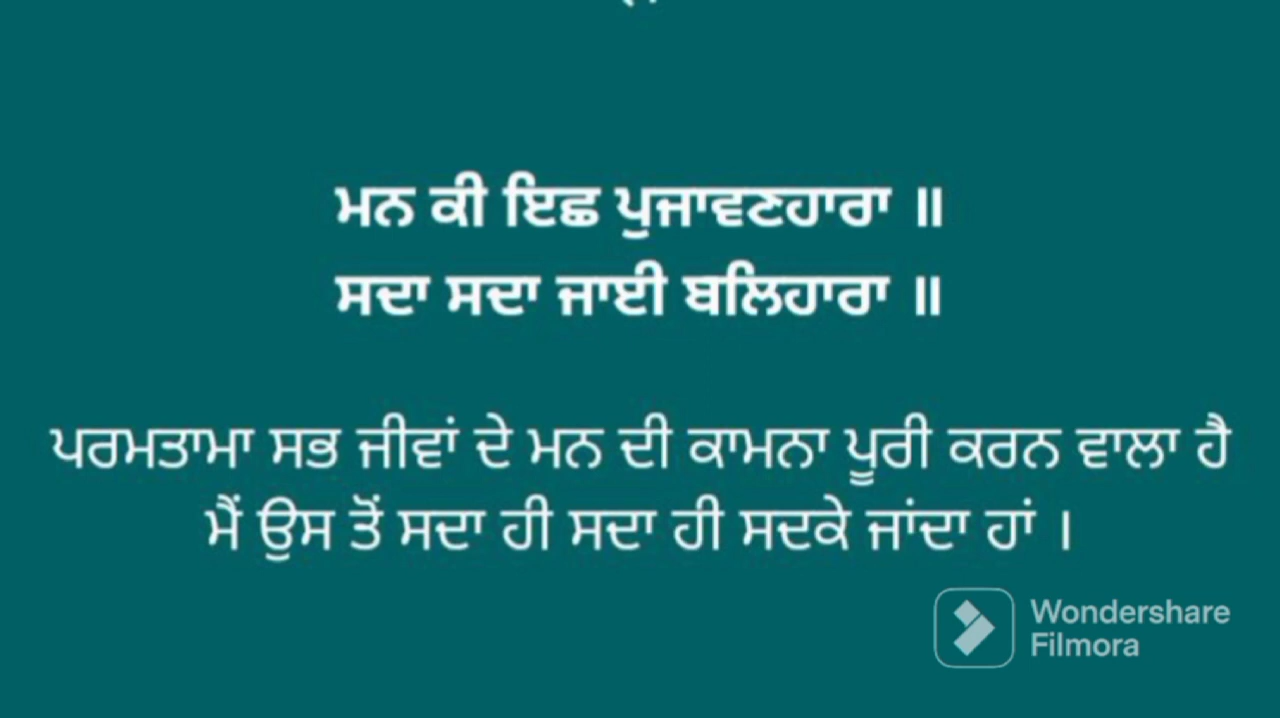 ਮਨ ਕੀ ਇਛ ਪੁਜਾਵਣਹਾਰਾ ॥
ਸਦਾ ਸਦਾ ਜਾਈ ਬਲਿਹਾਰਾ ॥
ਪਰਮਤਾਮਾ ਸਭ ਜੀਵਾਂ ਦੇ ਮਨ ਦੀ ਕਾਮਨਾ ਪੂਰੀ ਕਰਨ ਵਾਲਾ ਹੈ
ਮੈਂ ਉਸ ਤੋਂ ਸਦਾ ਹੀ ਸਦਾ ਹੀ ਸਦਕੇ ਜਾਂਦਾ ਹਾਂ ।
Wondershare
Filmora